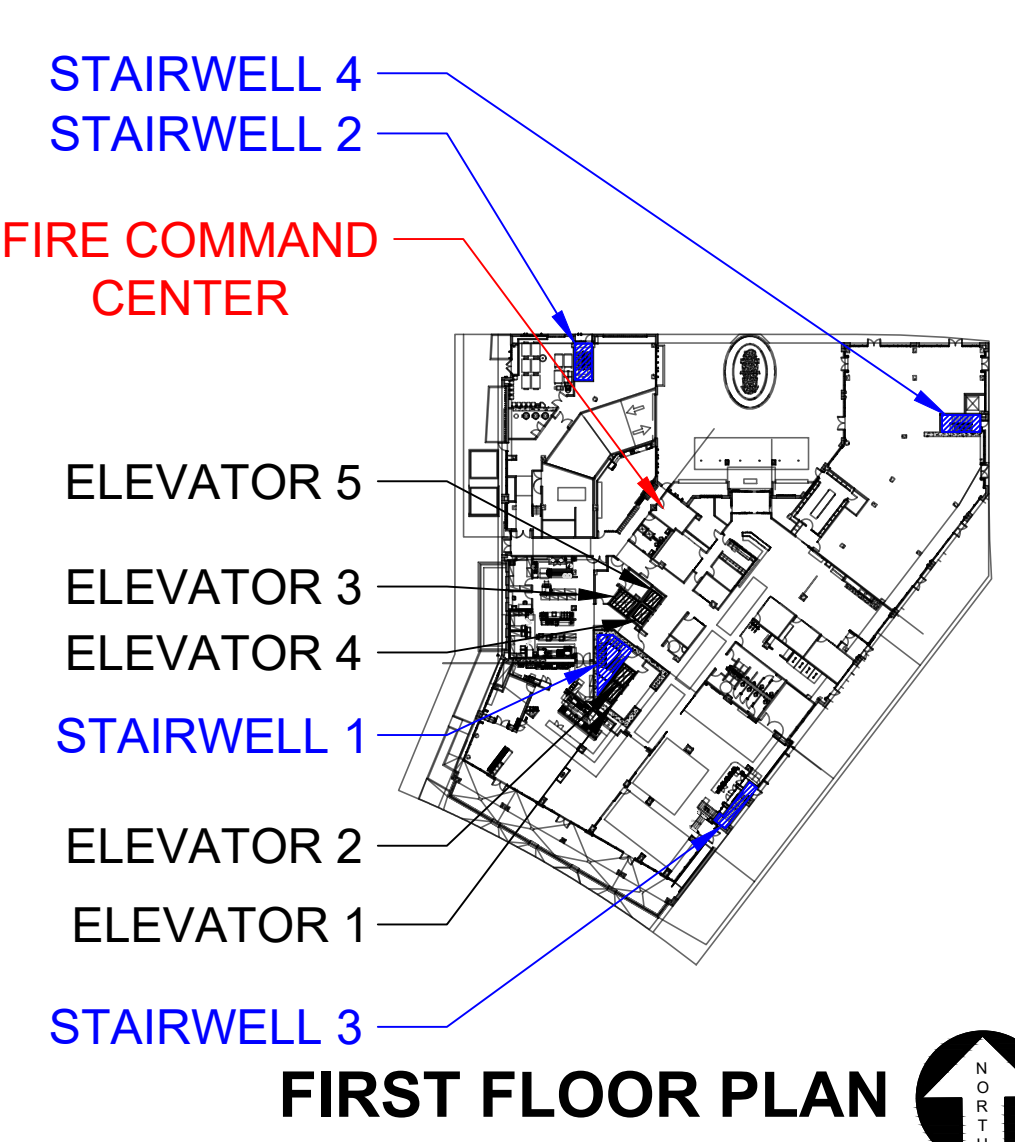 STAIRWELL 4
STAIRWELL 2
FIRE COMMAND
CENTER
ELEVATOR 5
ELEVATOR 3
ELEVATOR 4
STAIRWELL 1
ELEVATOR 2
ELEVATOR 1
STAIRWELL 3
FIRST FLOOR PLAN
NORTH